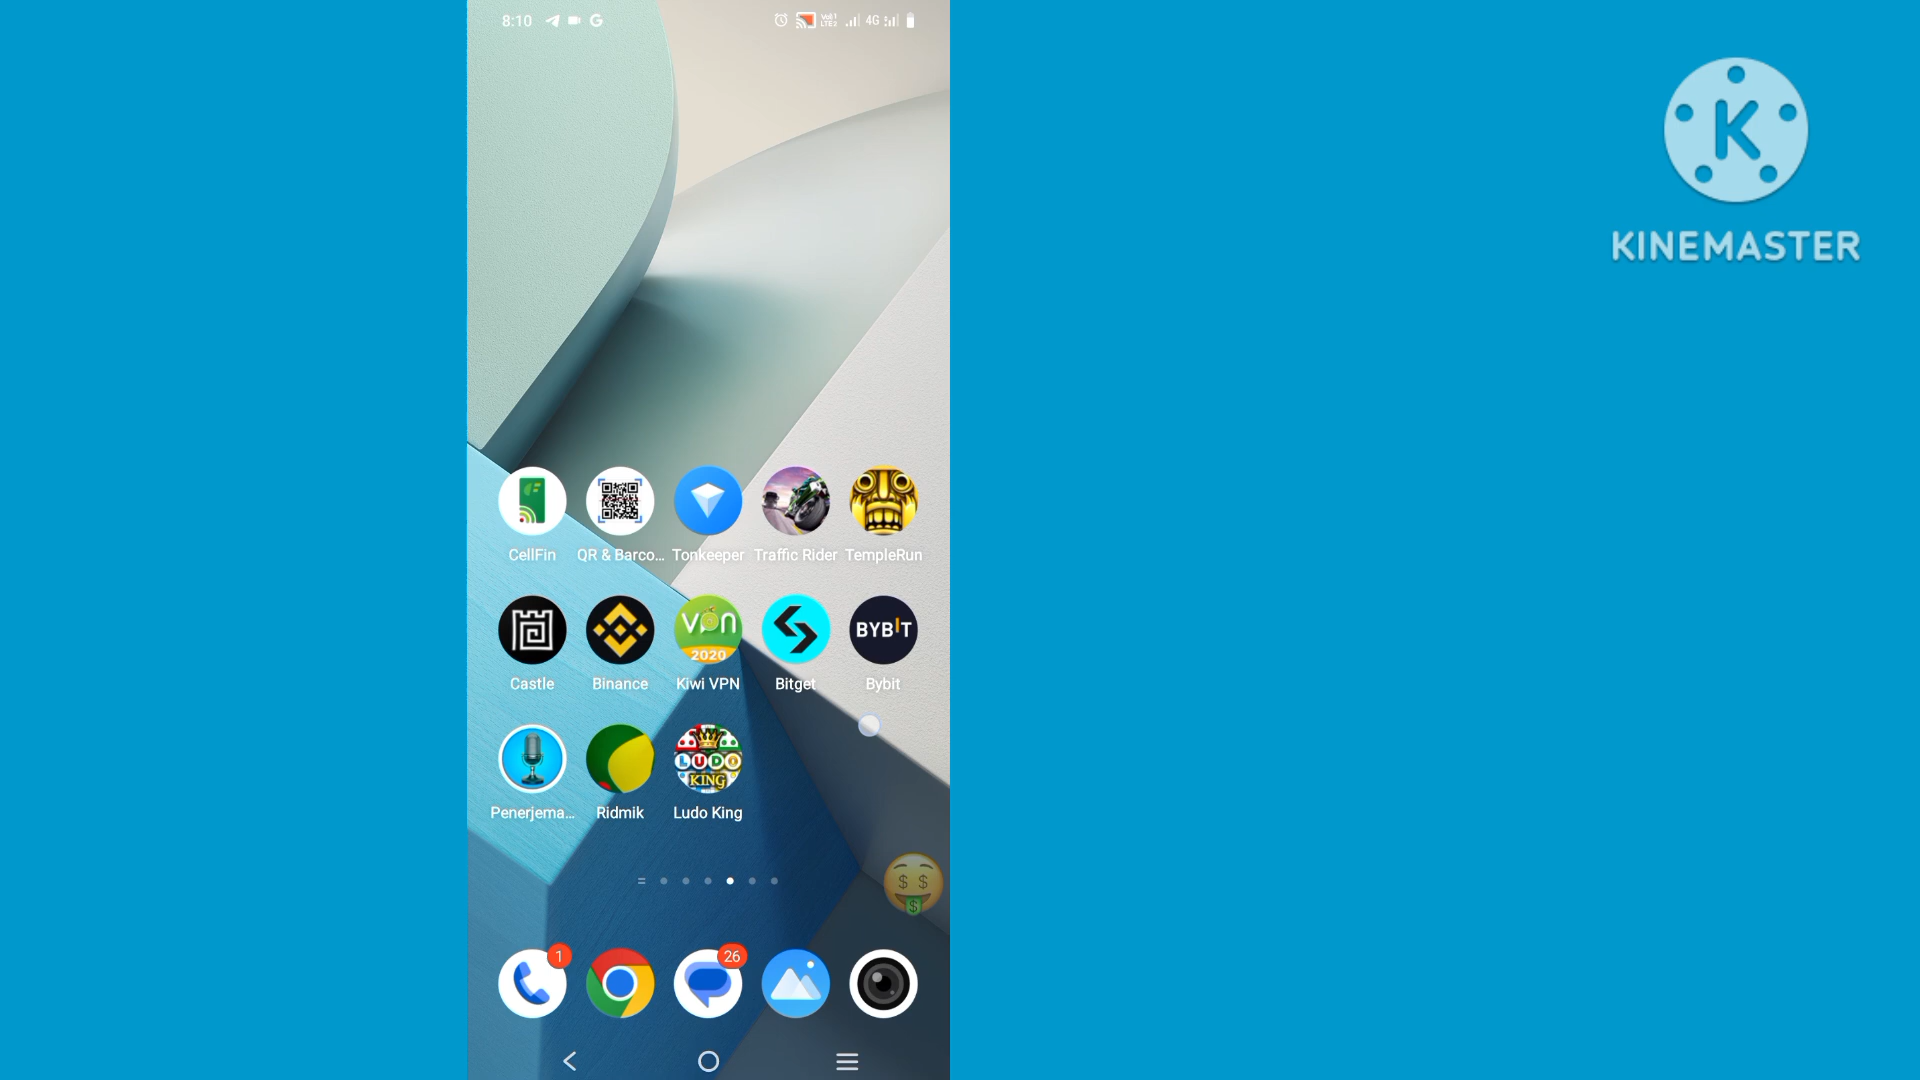 8:10
4G
K
KINEMASTER
CellFin
QR & Barco...
Tonkeeper
Traffic Rider
TempleRun
VPN
2020
BYBIT
Castle
Binance
Kiwi VPN
Bitget
Bybit
LUDO
KING
Penerjema...
Ridmik
Ludo King
1
26